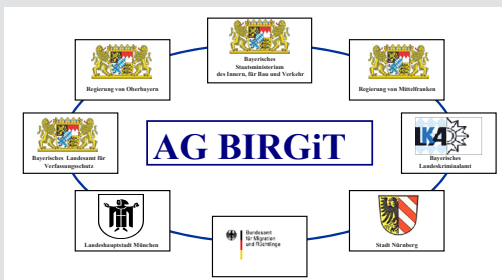 Bayerisches
Staatsministerium
des Innern, für Bau und Verkehr
Regierung von Oberbayern
Regierung von Mittelfranken
AG BIRGiT
Bayerisches Landesamt für
Verfassungsschutz
LKA
Bayerisches
Landeskriminalamt
Landeshauptstadt München
Bundesamt
für Migration
und Flüchtlinge
Stadt Nürnberg